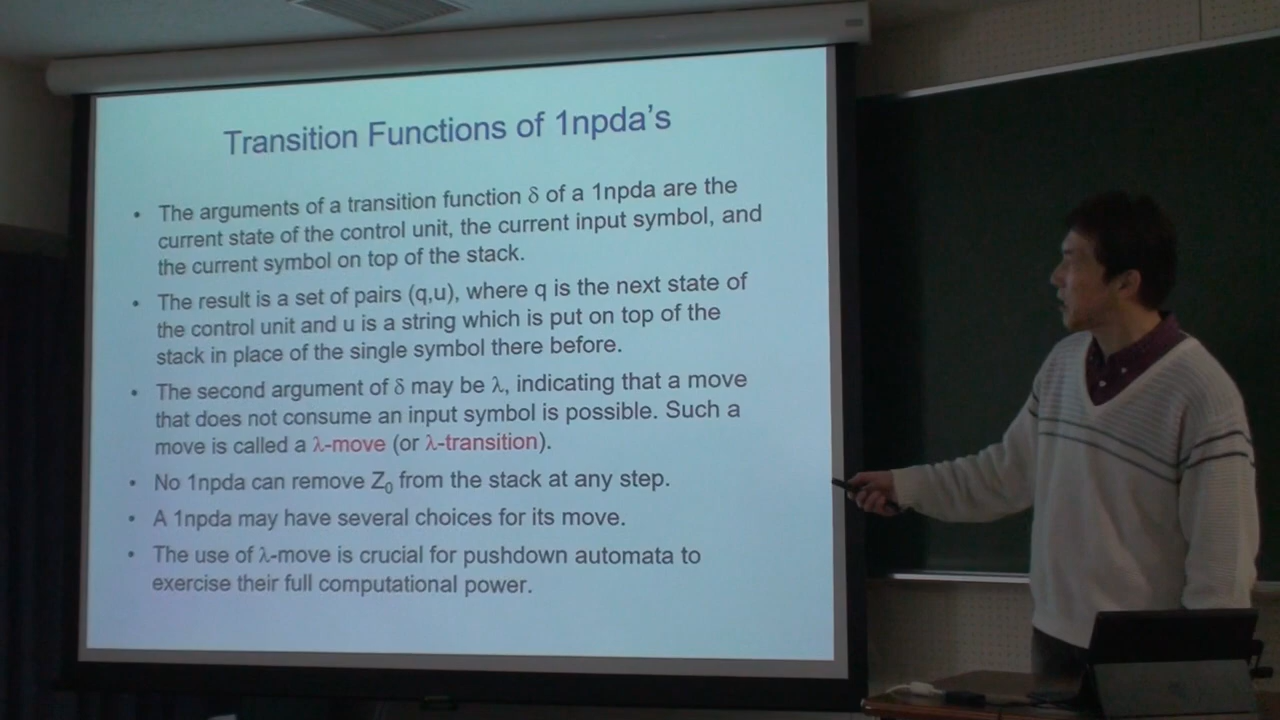 Transition Functions of 1npda's
• The arguments of a transition function δ of a 1npda are the
current state of the control unit, the current input symbol, and
the current symbol on top of the stack.
• The result is a set of pairs (q,u), where q is the next state of
the control unit and u is a string which is put on top of the
stack in place of the single symbol there before.
• The second argument of δ may be λ, indicating that a move
that does not consume an input symbol is possible. Such a
move is called a λ-move (or λ-transition).
• No 1npda can remove Z₀ from the stack at any step.
• A 1npda may have several choices for its move.
• The use of λ-move is crucial for pushdown automata to
exercise their full computational power.